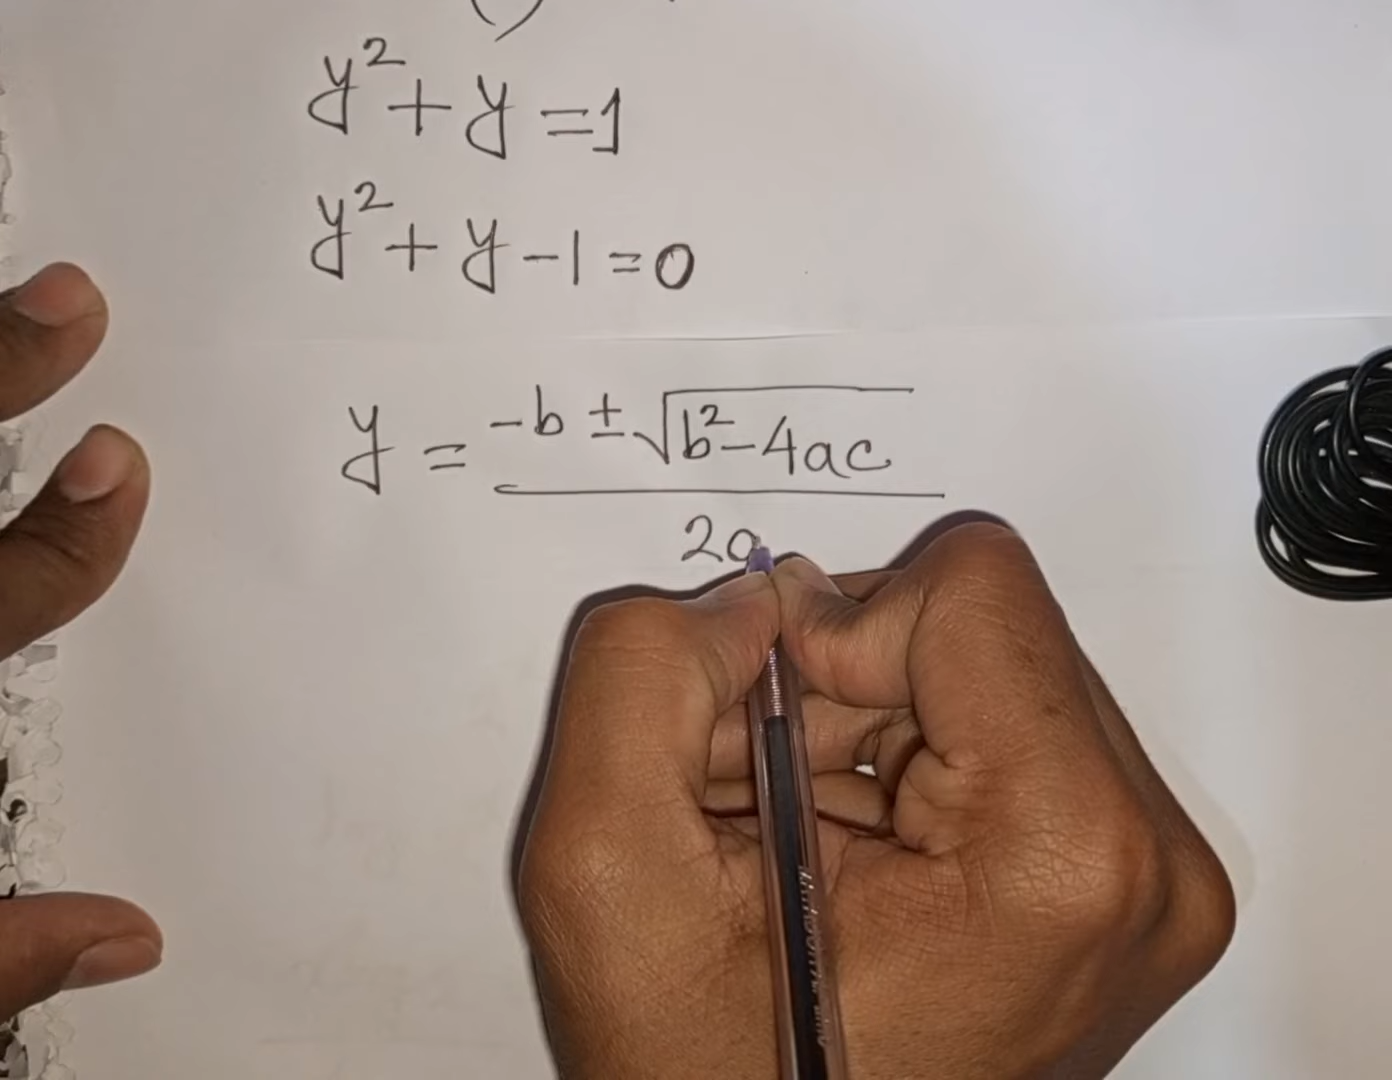 y² + y = 1
y² + y - 1 = 0
y = -b ± √b² - 4ac
2a